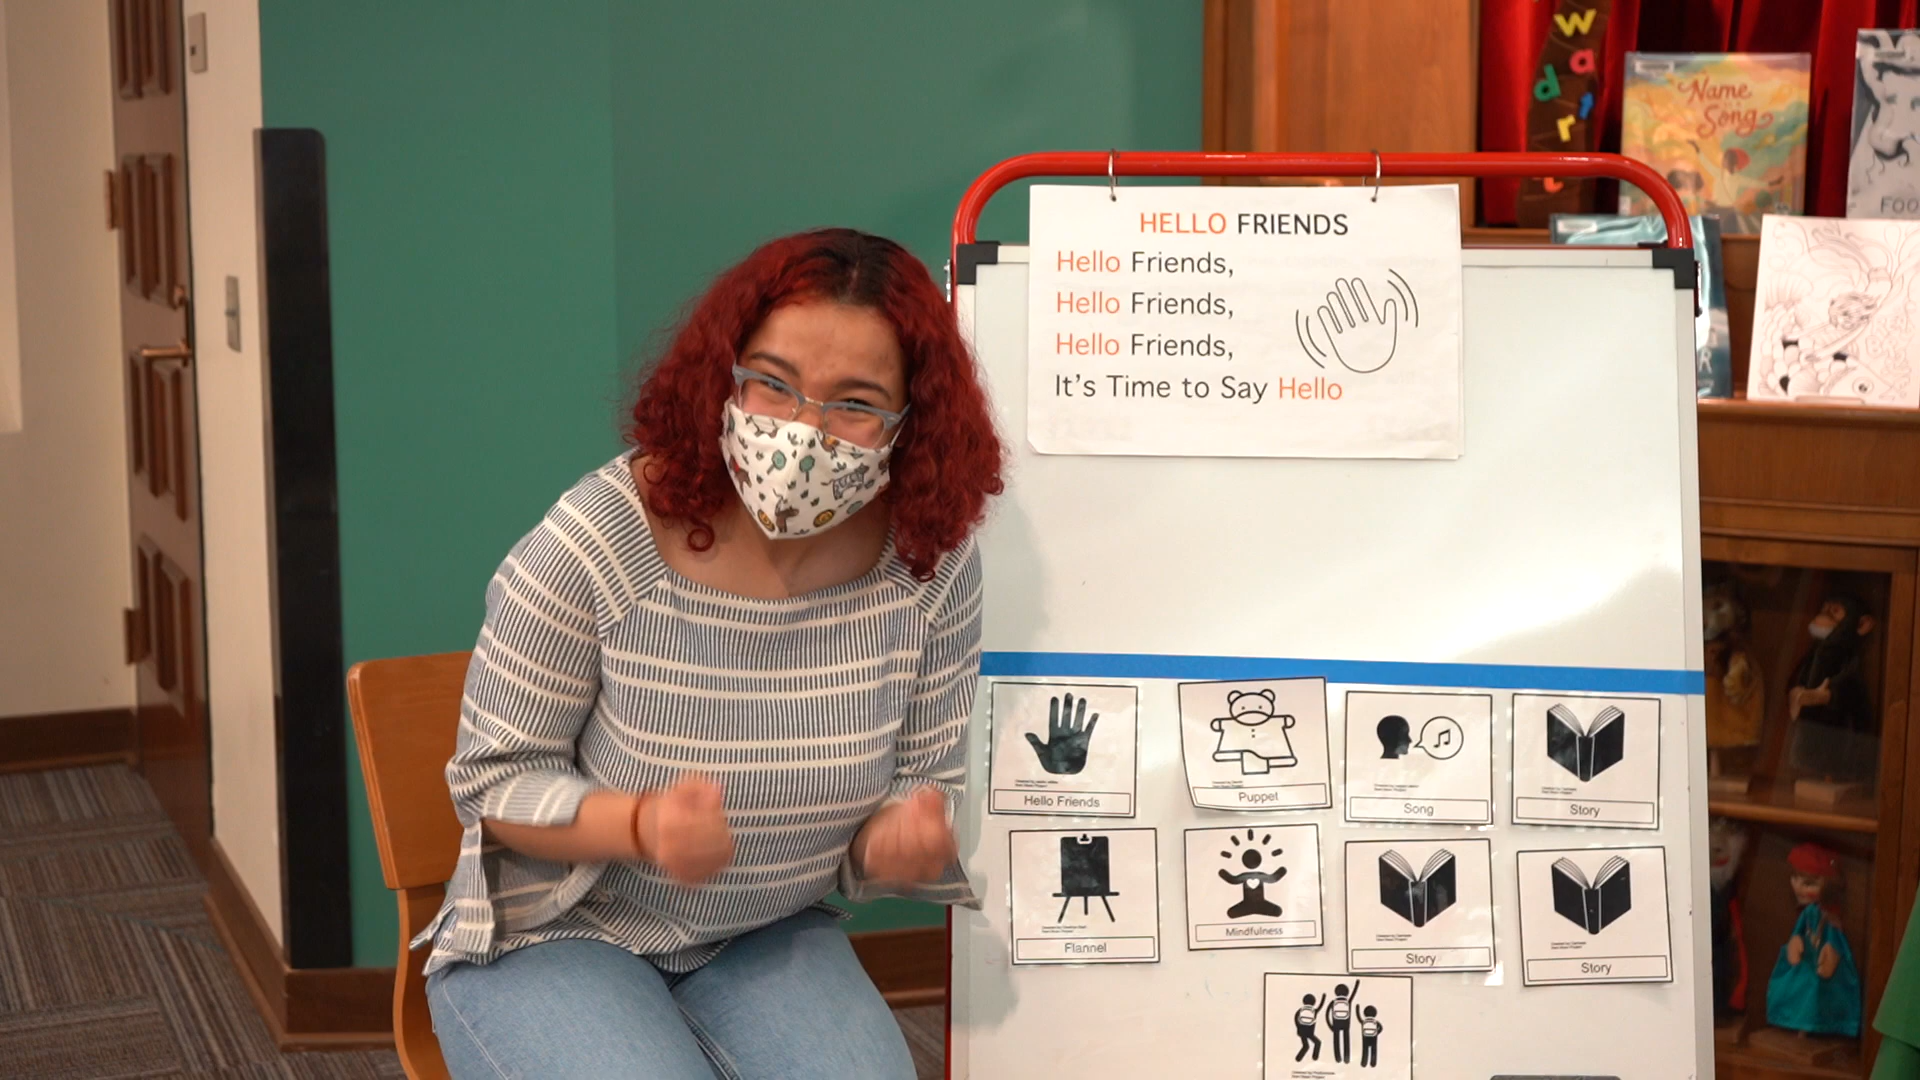 HELLO FRIENDS
Hello Friends,
Hello Friends,
Hello Friends,
It's Time to Say Hello
Hello Friends
Puppet
Song
Story
Flannel
Mindfulness
Story
Story
w
a
d
r
t
Name
Song
FOO